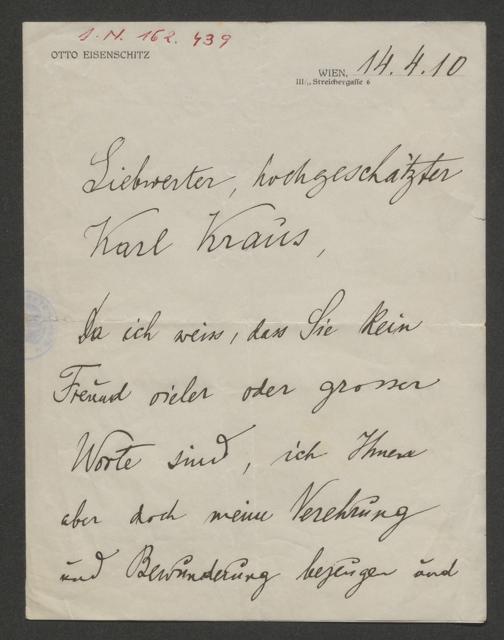 I.N. 162.439
OTTO EISENSCHITZ
WIEN, 14.4.10
III/1, Streichergasse 6
Liebwerter, hochgeschätzter
Karl Kraus,
Da ich weiss, dass Sie kein
Freund vieler oder grosser
Worte sind, ich Ihnen
aber doch meine Verehrung
und Bewunderung bezeugen und